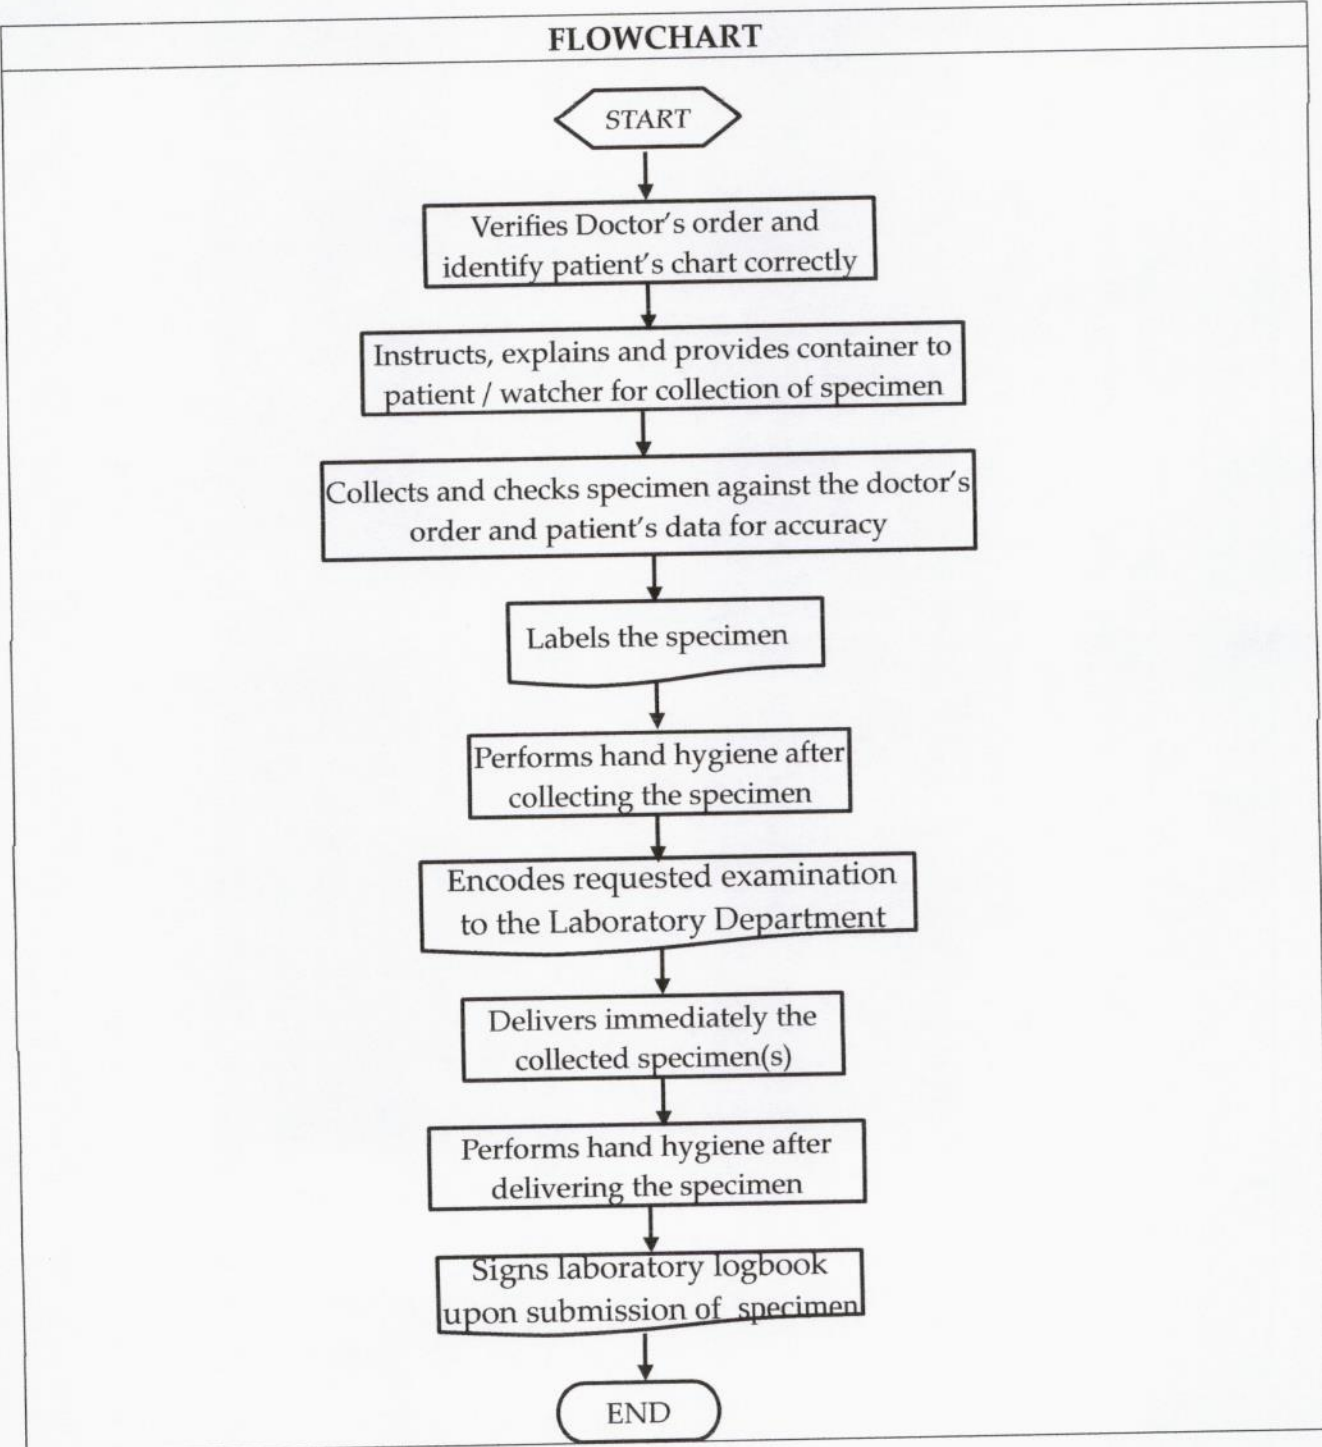 FLOWCHART
START
Verifies Doctor's order and
identify patient's chart correctly
Instructs, explains and provides container to
patient / watcher for collection of specimen
Collects and checks specimen against the doctor's
order and patient's data for accuracy
Labels the specimen
Performs hand hygiene after
collecting the specimen
Encodes requested examination
to the Laboratory Department
Delivers immediately the
collected specimen(s)
Performs hand hygiene after
delivering the specimen
Signs laboratory logbook
upon submission of specimen
END